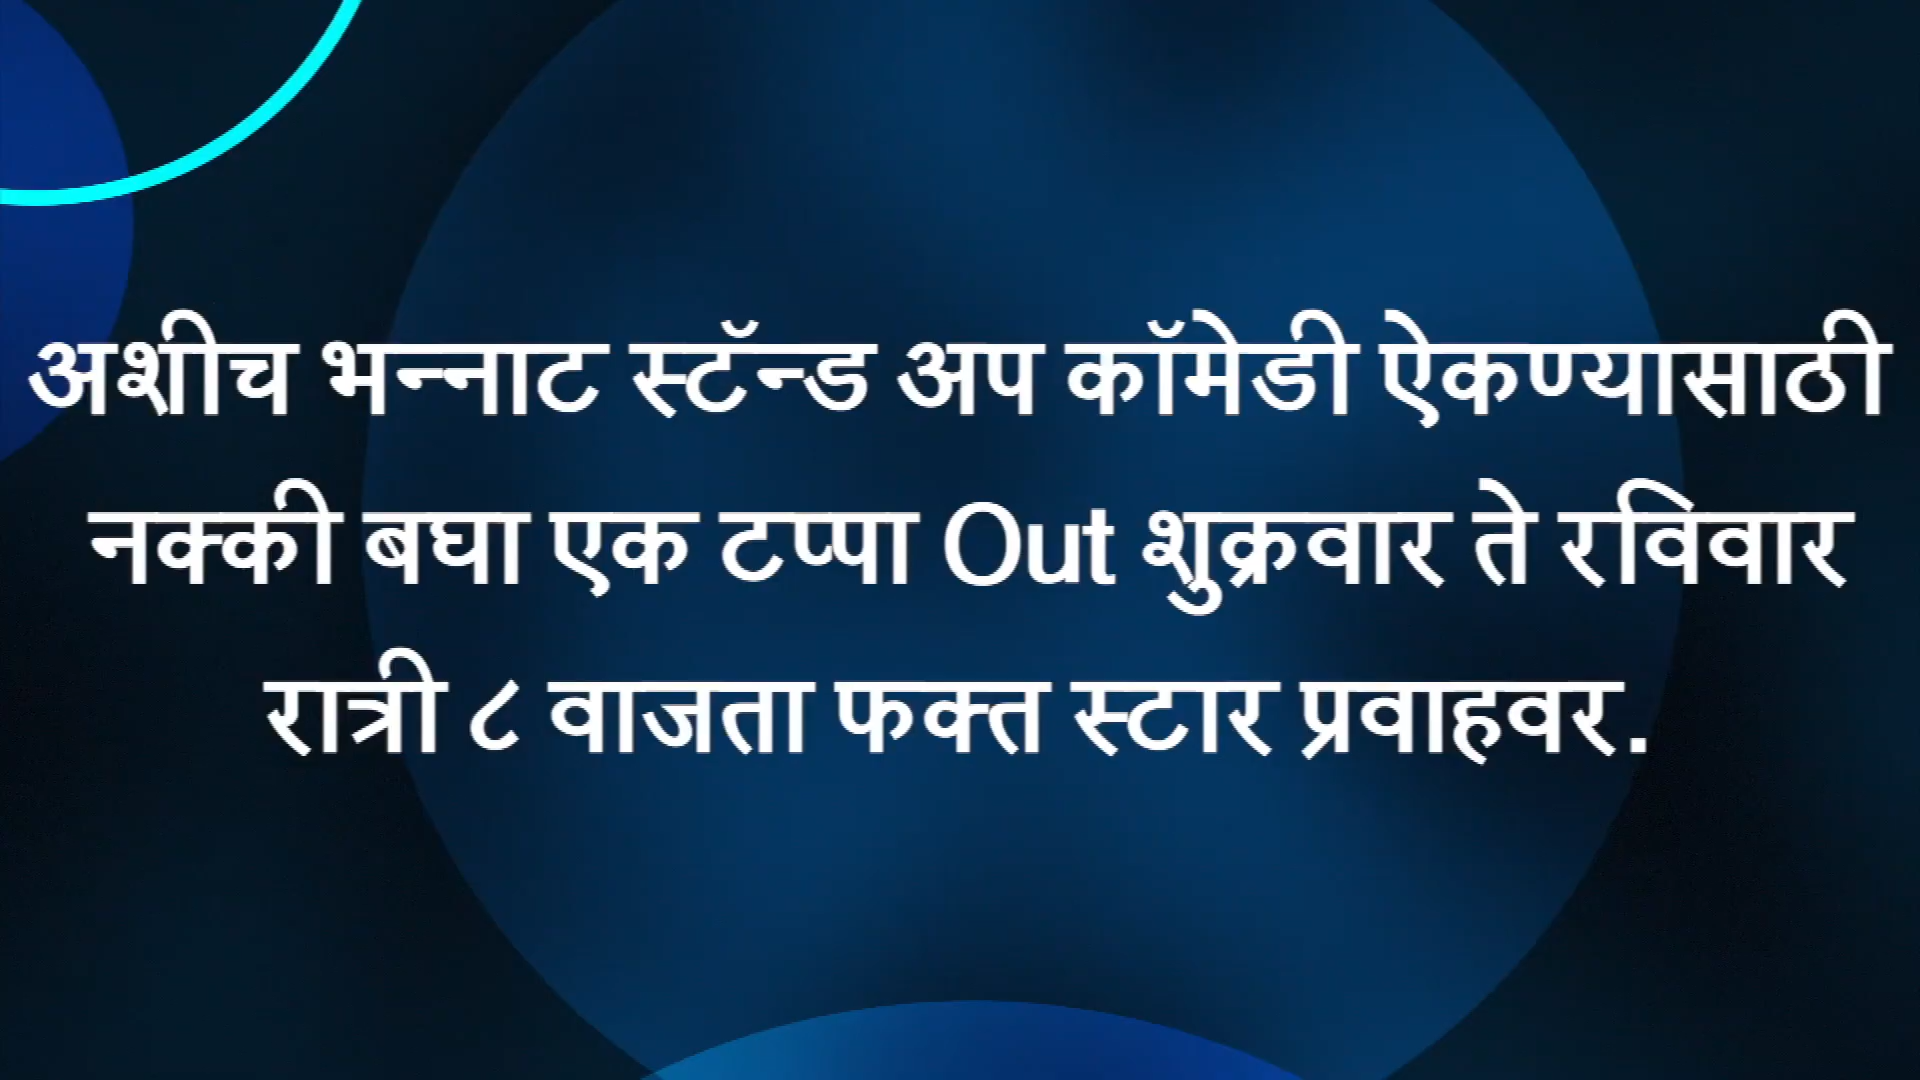 अशीच भन्नाट स्टॅन्ड अप कॉमेडी ऐकण्यासाठी
नक्की बघा एक टप्पा Out शुक्रवार ते रविवार
रात्री ८ वाजता फक्त स्टार प्रवाहवर.